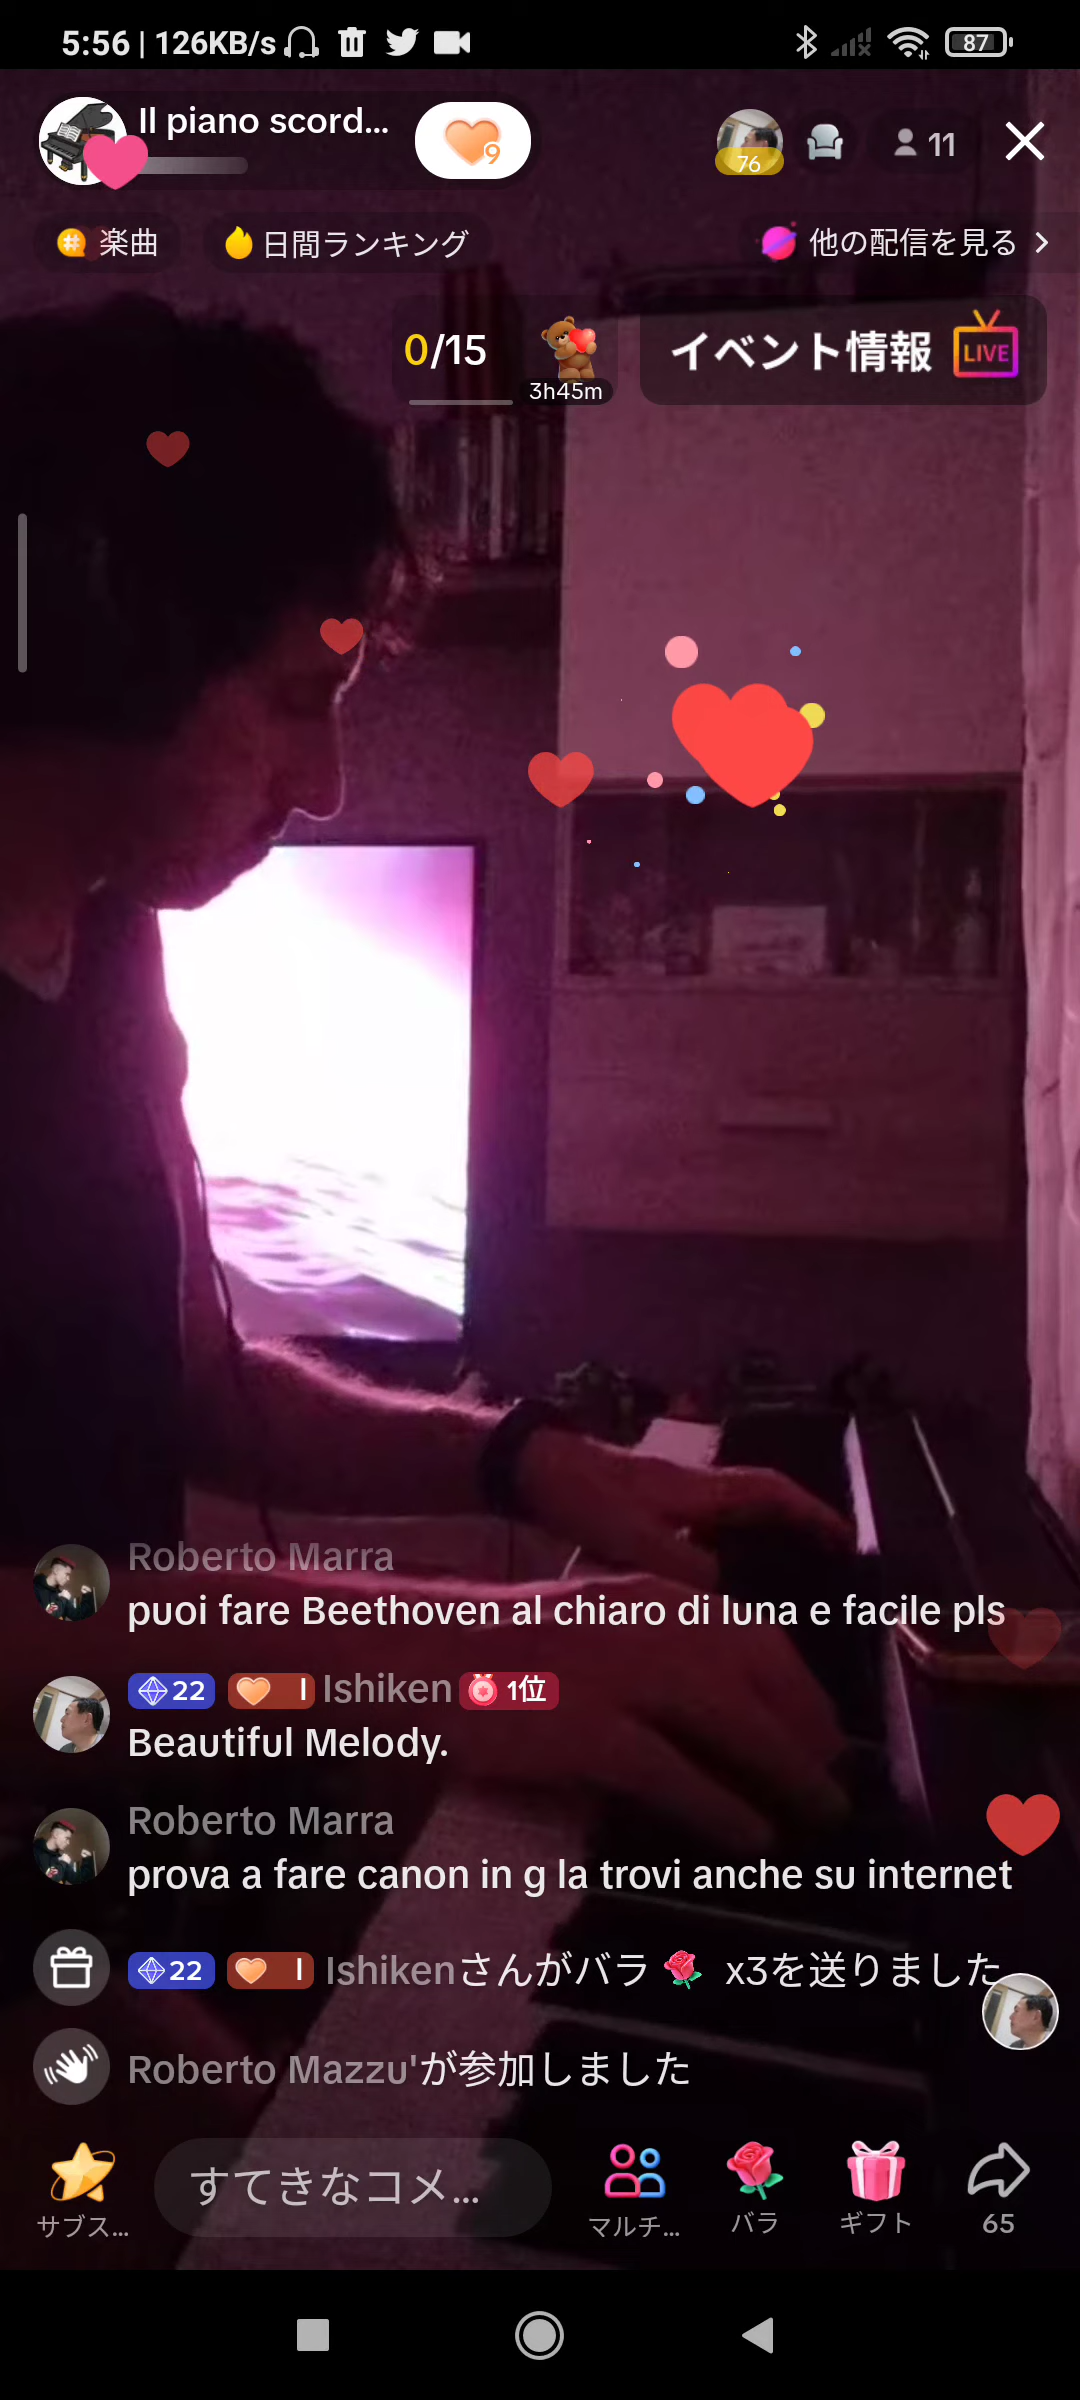 5:56 | 126KB/s
87
Il piano scord...
9
76
11
楽曲
日間ランキング
他の配信を見る
0/15
3h45m
イベント情報
LIVE
Roberto Marra
puoi fare Beethoven al chiaro di luna e facile pls
22 I Ishiken 1位
Beautiful Melody.
Roberto Marra
prova a fare canon in g la trovi anche su internet
22 I Ishikenさんがバラ x3を送りました
Roberto Mazzu'が参加しました
すてきなコメ...
サブス...
マルチ...
バラ
ギフト
65